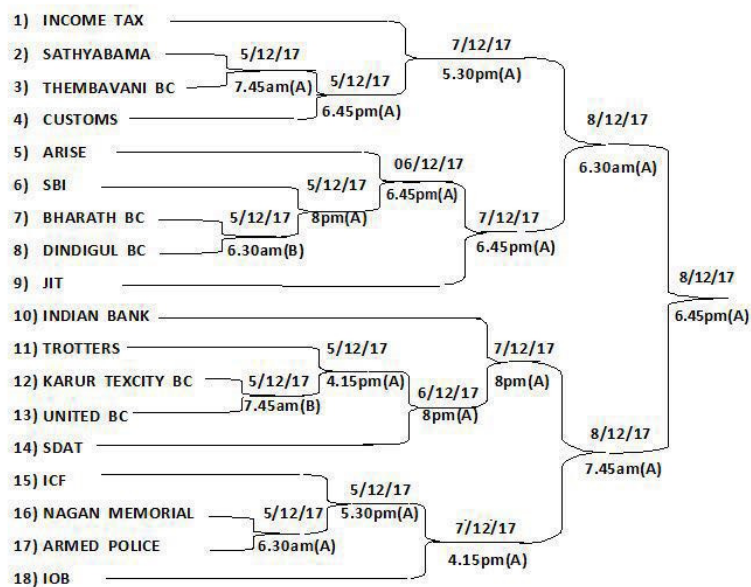 1) INCOME TAX
7/12/17
5.30pm(A)
2) SATHYABAMA
5/12/17
7.45am(A)
3) THEMBAVANI BC
5/12/17
6.45pm(A)
4) CUSTOMS
8/12/17
6.30am(A)
5) ARISE
06/12/17
6.45pm(A)
6) SBI
5/12/17
8pm(A)
7) BHARATH BC
5/12/17
6.30am(B)
8) DINDIGUL BC
7/12/17
6.45pm(A)
9) JIT
8/12/17
6.45pm(A)
10) INDIAN BANK
7/12/17
8pm(A)
11) TROTTERS
5/12/17
4.15pm(A)
12) KARUR TEXCITY BC
5/12/17
7.45am(B)
13) UNITED BC
6/12/17
8pm(A)
14) SDAT
8/12/17
7.45am(A)
15) ICF
5/12/17
5.30pm(A)
16) NAGAN MEMORIAL
5/12/17
6.30am(A)
17) ARMED POLICE
7/12/17
4.15pm(A)
18) IOB